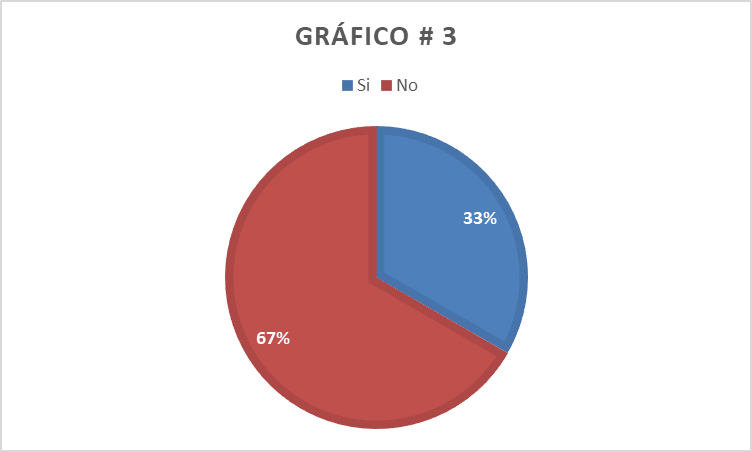 GRÁFICO # 3
Si No
33%
67%